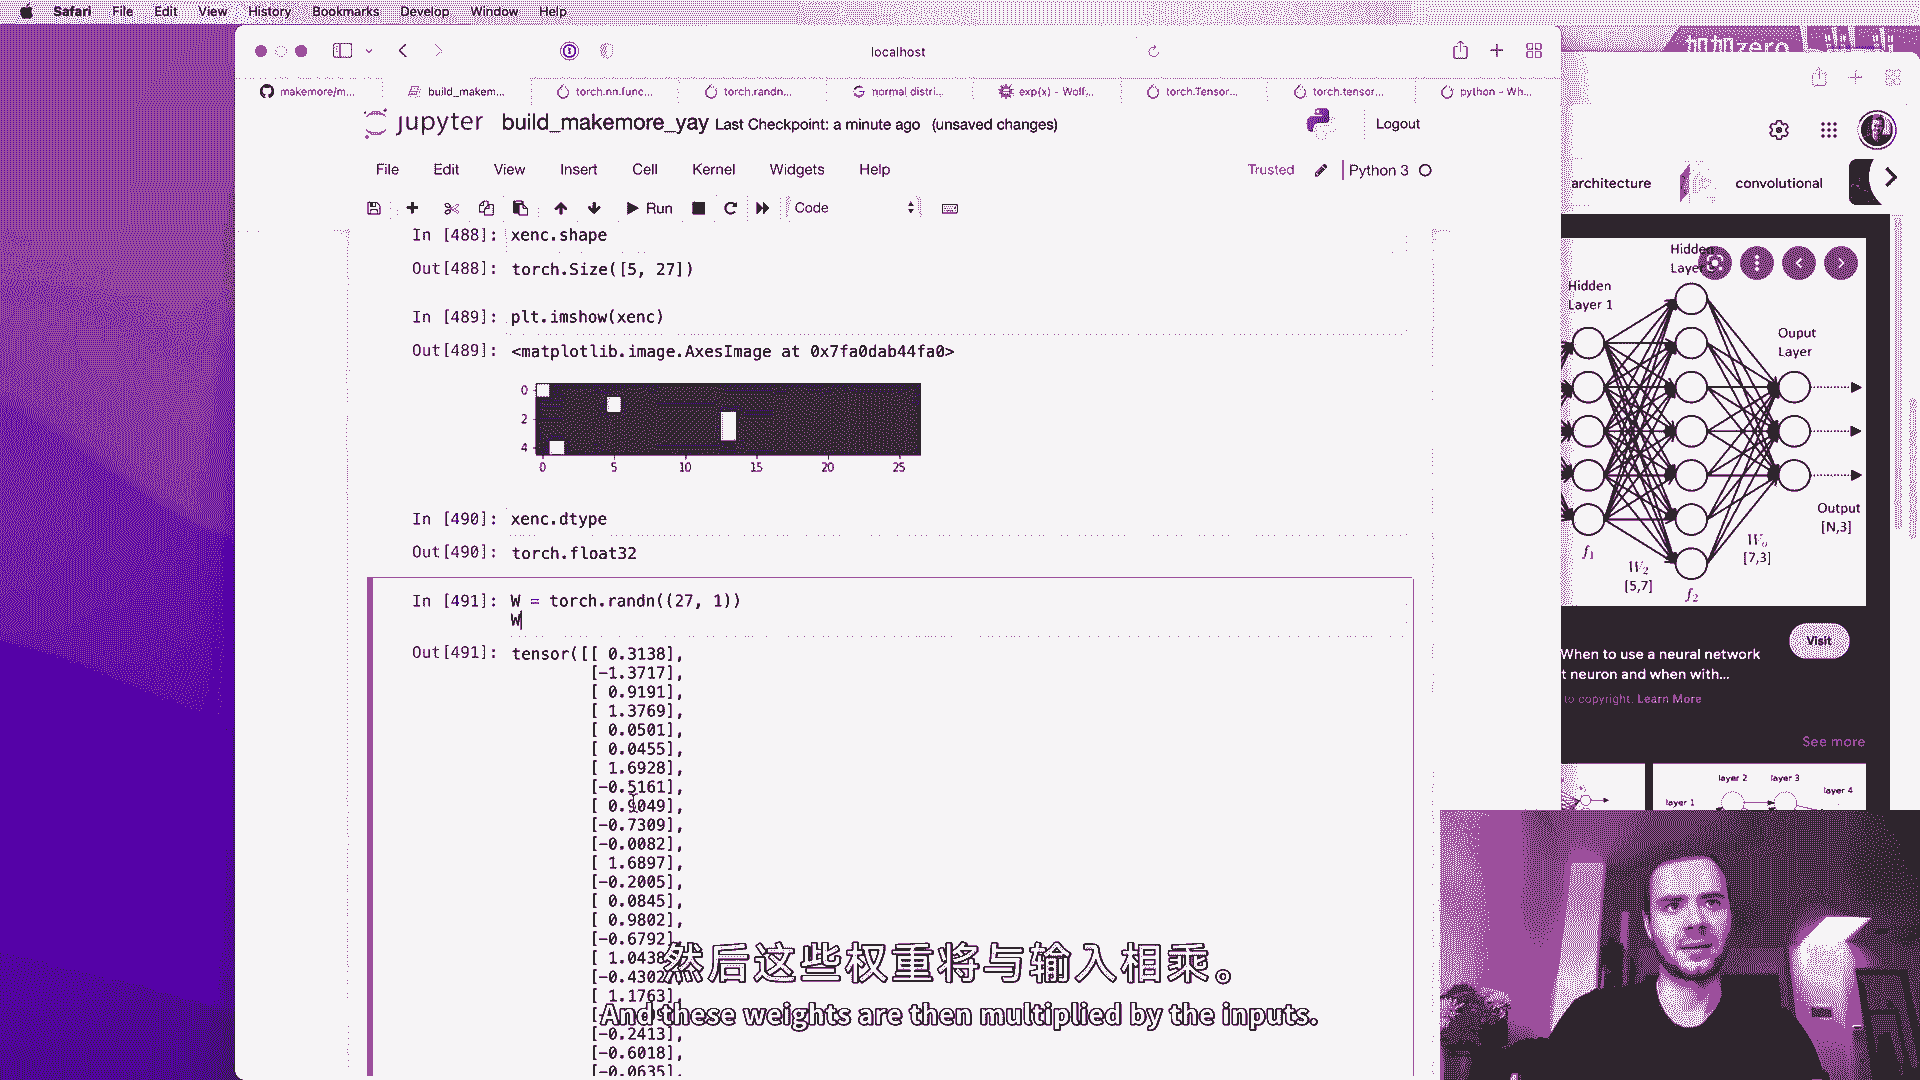 Safari File Edit View History Bookmarks Develop Window Help
加加zero
localhost
makemore/m... build_makem... torch.nn.func... torch.randn... normal distri... exp(x) - Wolf... torch.Tensor... torch.tensor... python - Wh...
jupyter build_makemore_yay Last Checkpoint: a minute ago (unsaved changes)
Logout
File Edit View Insert Cell Kernel Widgets Help
Trusted Python 3
Run Code
In [488]: xenc.shape
Out[488]: torch.Size([5, 27])
In [489]: plt.imshow(xenc)
Out[489]: <matplotlib.image.AxesImage at 0x7fa0dab44fa0>
0
2
4
0 5 10 15 20 25
In [490]: xenc.dtype
Out[490]: torch.float32
In [491]: W = torch.randn((27, 1))
W
Out[491]: tensor([[ 0.3138],
[-1.3717],
[ 0.9191],
[ 1.3769],
[ 0.0501],
[ 0.0455],
[ 1.6928],
[-0.5161],
[ 0.9049],
[-0.7309],
[-0.0082],
[ 1.6897],
[-0.2005],
[ 0.0845],
[ 0.9802],
[-0.6792],
[ 1.0438],
[-0.4302],
[ 1.1763],
[-0.2413],
[-0.6018],
[-0.0635],
architecture convolutional
Hidden
Layer 1
Hidden
Layer
Ouput
Layer
Output
[N,3]
f1
W2
[5,7]
f2
[7,3]
When to use a neural network
t neuron and when with...
Visit
to copyright. Learn More
See more
layer 1 layer 2 layer 3 layer 4
然后这些权重将与输入相乘。
And these weights are then multiplied by the inputs.